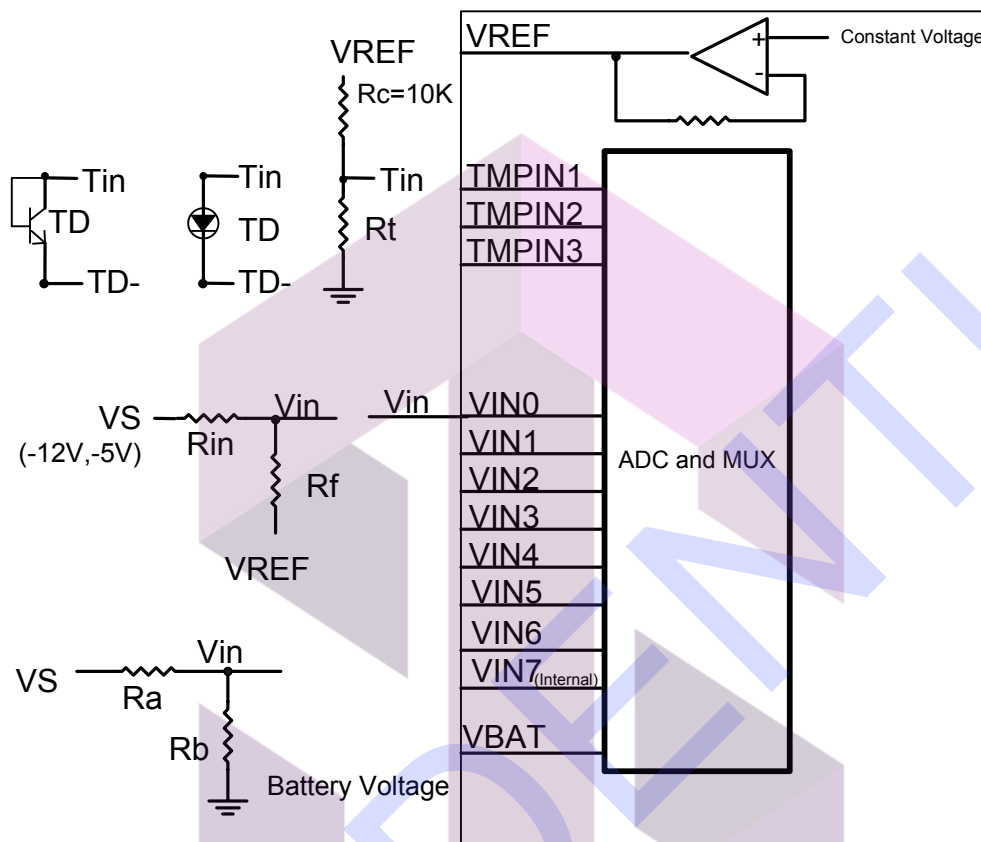 VREF
Constant Voltage
+
-
VREF
Rc=10K
Tin
Rt
Tin
TD
TD-
Tin
TD
TD-
TMPIN1
TMPIN2
TMPIN3
VS
(-12V,-5V)
Rin
Vin
Rf
VREF
Vin
VIN0
VIN1
VIN2
VIN3
VIN4
VIN5
VIN6
VIN7(Internal)
VBAT
ADC and MUX
VS
Ra
Vin
Rb
Battery Voltage
DENTI